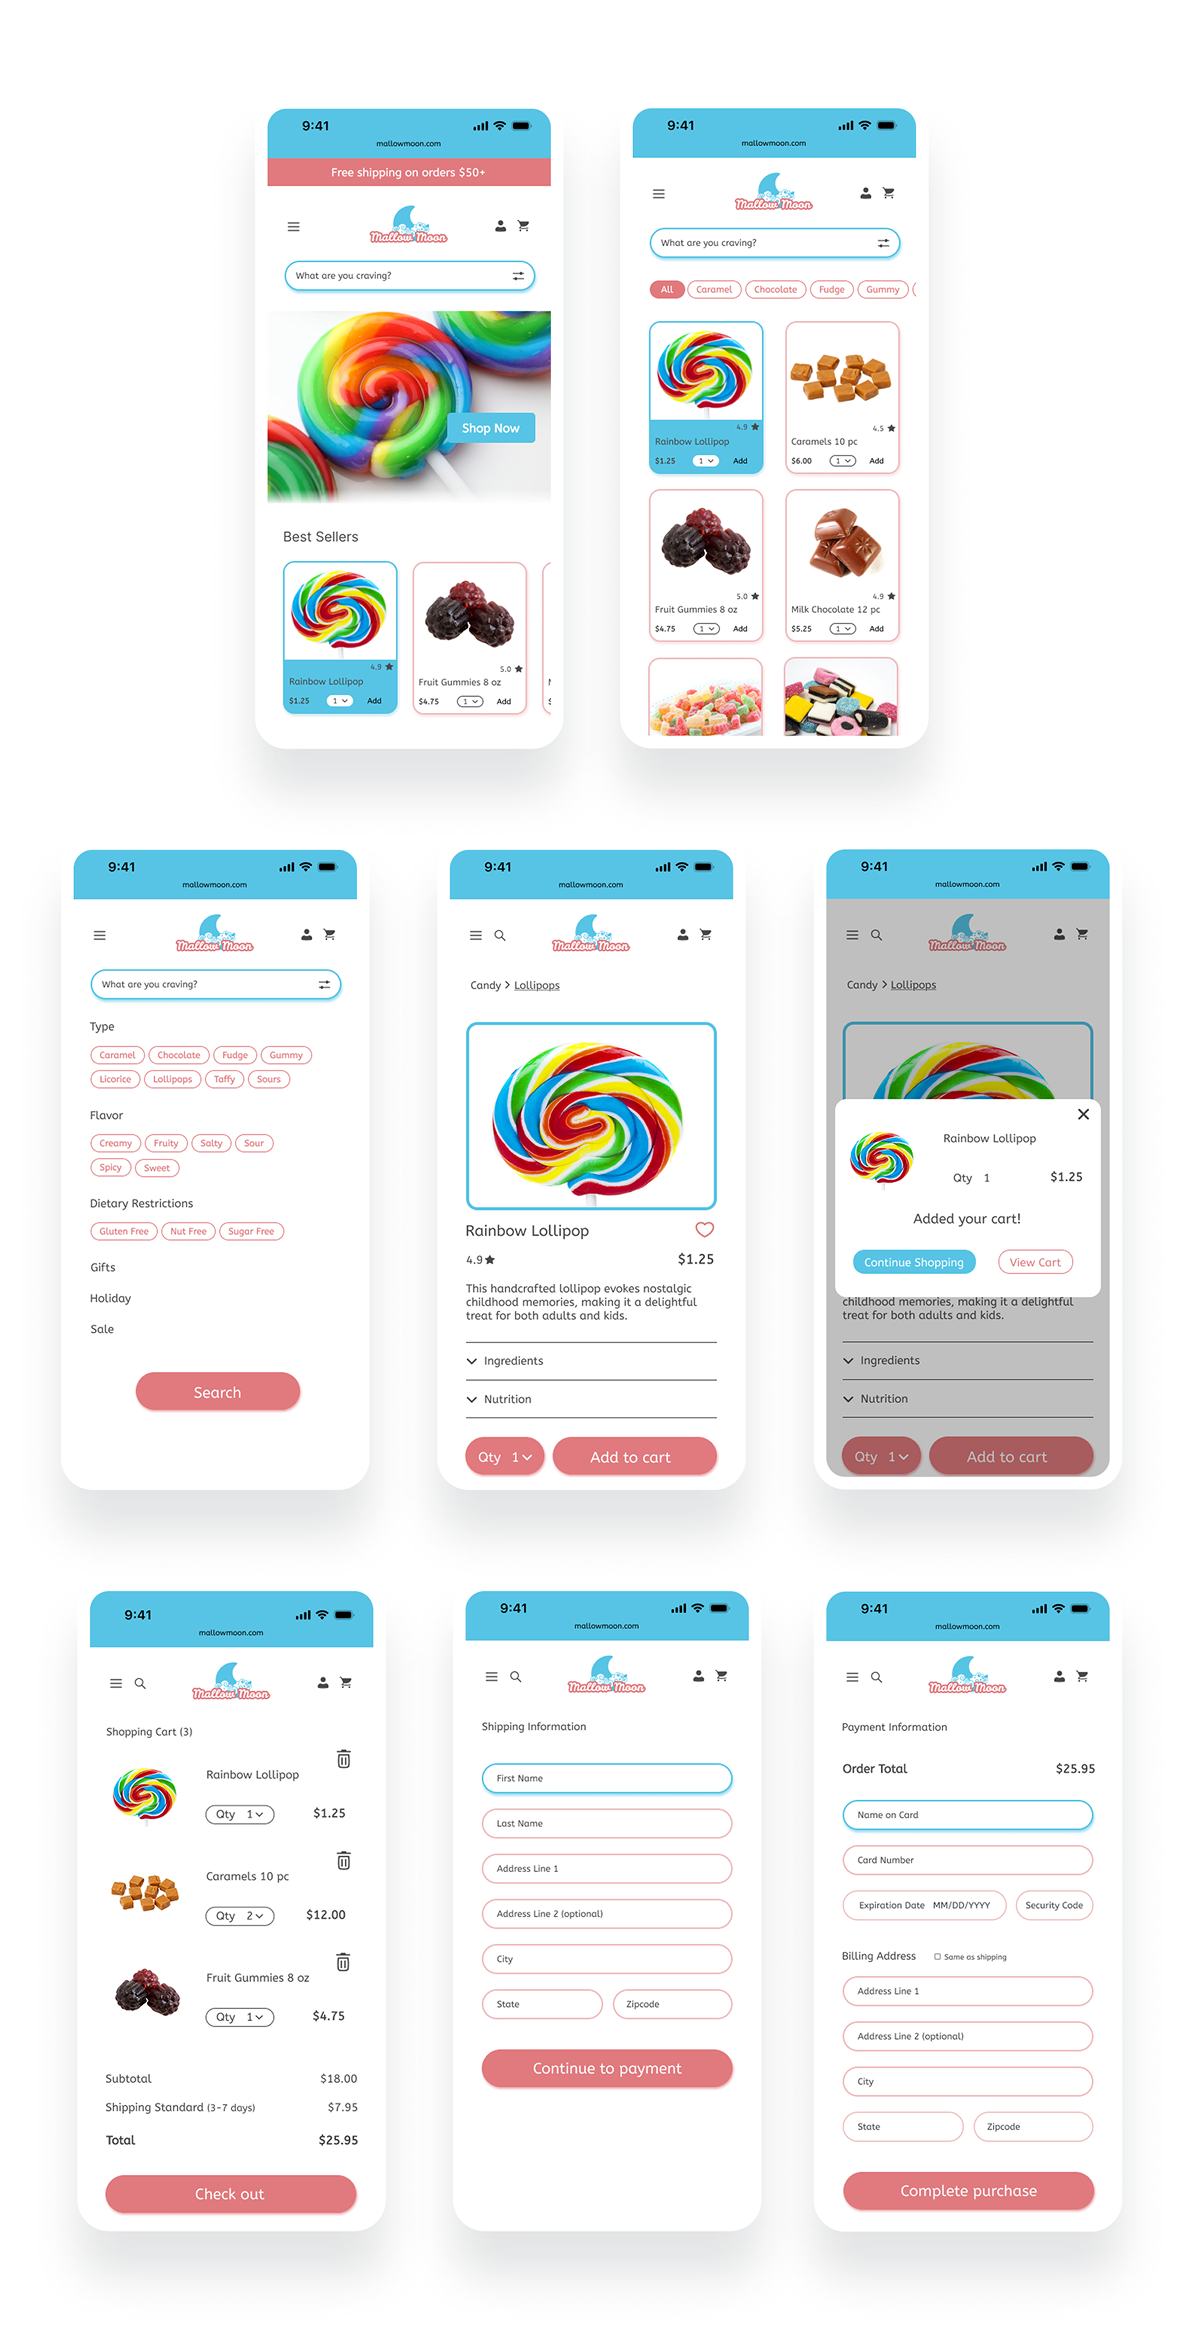 9:41
mallowmoon.com
Free shipping on orders $50+
Mallow Moon
What are you craving?
Shop Now
Best Sellers
4.9
Rainbow Lollipop
$1.25 1 Add
5.0
Fruit Gummies 8 oz
$4.75 1 Add
9:41
mallowmoon.com
Mallow Moon
What are you craving?
All Caramel Chocolate Fudge Gummy
4.9
Rainbow Lollipop
$1.25 1 Add
4.5
Caramels 10 pc
$6.00 1 Add
5.0
Fruit Gummies 8 oz
$4.75 1 Add
4.9
Milk Chocolate 12 pc
$5.25 1 Add
9:41
mallowmoon.com
Mallow Moon
What are you craving?
Type
Caramel Chocolate Fudge Gummy
Licorice Lollipops Taffy Sours
Flavor
Creamy Fruity Salty Sour
Spicy Sweet
Dietary Restrictions
Gluten Free Nut Free Sugar Free
Gifts
Holiday
Sale
Search
9:41
mallowmoon.com
Mallow Moon
Candy > Lollipops
Rainbow Lollipop
4.9 $1.25
This handcrafted lollipop evokes nostalgic
childhood memories, making it a delightful
treat for both adults and kids.
Ingredients
Nutrition
Qty 1 Add to cart
9:41
mallowmoon.com
Mallow Moon
Candy > Lollipops
Rainbow Lollipop
Qty 1 $1.25
Added your cart!
Continue Shopping View Cart
childhood memories, making it a delightful
treat for both adults and kids.
Ingredients
Nutrition
Qty 1 Add to cart
9:41
mallowmoon.com
Mallow Moon
Shopping Cart (3)
Rainbow Lollipop
Qty 1 $1.25
Caramels 10 pc
Qty 2 $12.00
Fruit Gummies 8 oz
Qty 1 $4.75
Subtotal $18.00
Shipping Standard (3-7 days) $7.95
Total $25.95
Check out
9:41
mallowmoon.com
Mallow Moon
Shipping Information
First Name
Last Name
Address Line 1
Address Line 2 (optional)
City
State Zipcode
Continue to payment
9:41
mallowmoon.com
Mallow Moon
Payment Information
Order Total $25.95
Name on Card
Card Number
Expiration Date MM/DD/YYYY Security Code
Billing Address Same as shipping
Address Line 1
Address Line 2 (optional)
City
State Zipcode
Complete purchase